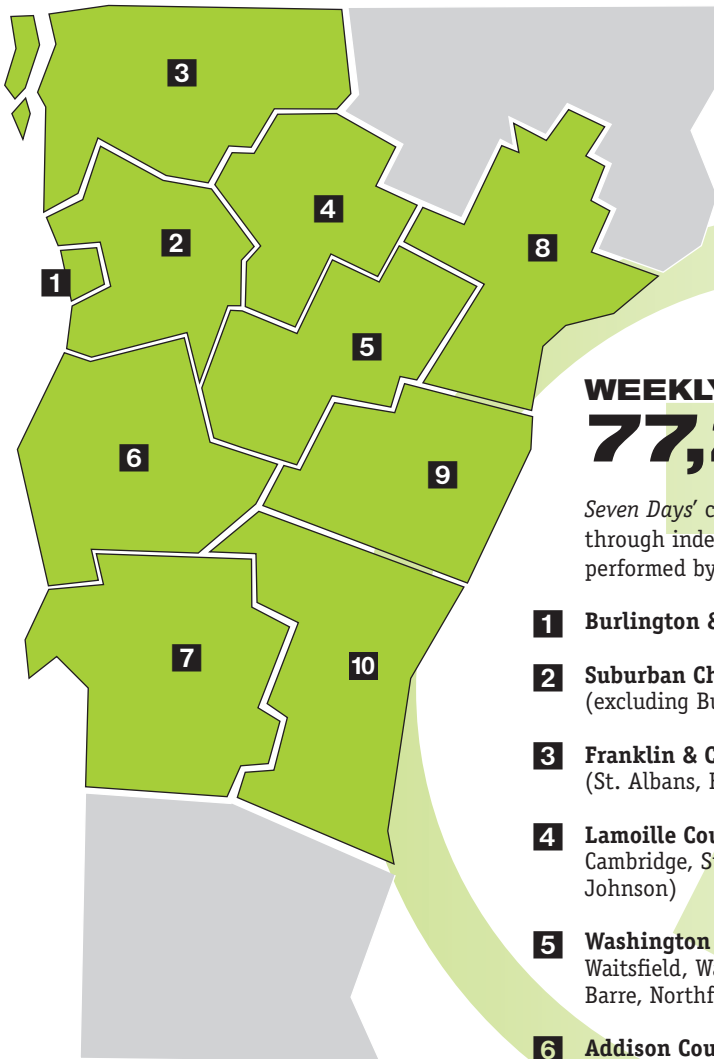 3
4
2
8
1
5
6
9
7
10
WEEKLY
77,
Seven Days’ c
through inde
performed by
1 Burlington &
2 Suburban Ch
(excluding Bu
3 Franklin &
(St. Albans,
4 Lamoille Cou
Cambridge, S
Johnson)
5 Washington
Waitsfield, Wa
Barre, Northf
6 Addison Cou